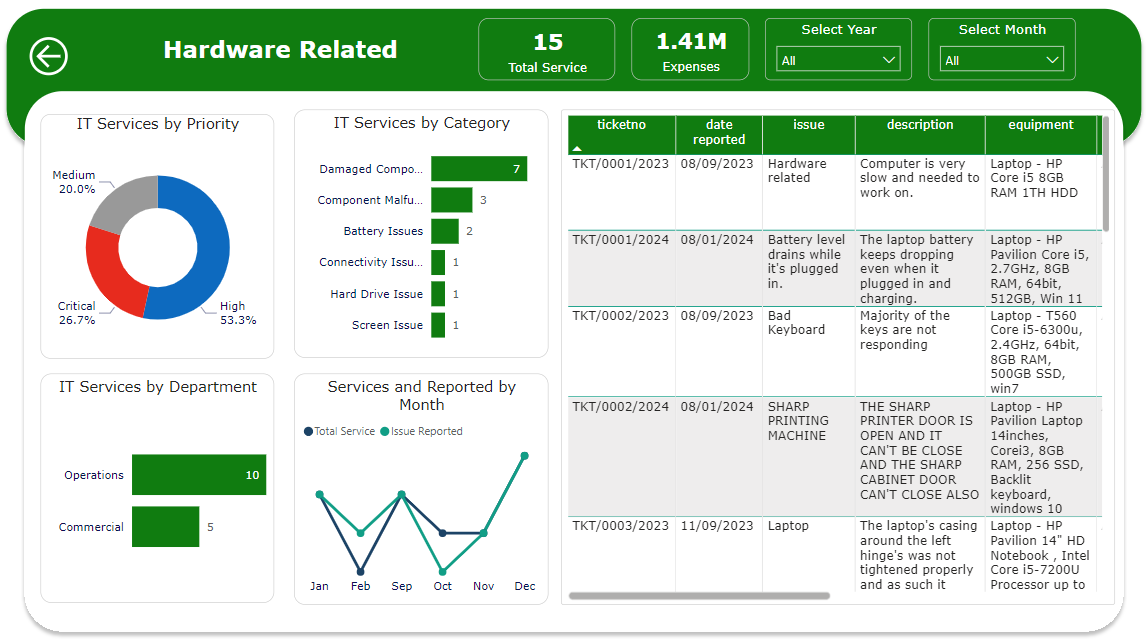 Hardware Related
15
Total Service
1.41M
Expenses
Select Year
All
Select Month
All
IT Services by Priority
Medium
20.0%
Critical
26.7%
High
53.3%
IT Services by Category
Damaged Compo... 7
Component Malfu... 3
Battery Issues 2
Connectivity Issu... 1
Hard Drive Issue 1
Screen Issue 1
IT Services by Department
Operations 10
Commercial 5
Services and Reported by
Month
Total Service Issue Reported
Jan Feb Sep Oct Nov Dec
ticketno date issue description equipment
reported
TKT/0001/2023 08/09/2023 Hardware Computer is very Laptop - HP
related slow and needed to Core i5 8GB
work on. RAM 1TH HDD
TKT/0001/2024 08/01/2024 Battery level The laptop battery Laptop - HP
drains while keeps dropping Pavilion Core i5,
it's plugged even when it 2.7GHz, 8GB
in. plugged in and RAM, 64bit,
charging. 512GB, Win 11
TKT/0002/2023 08/09/2023 Bad Majority of the Laptop - T560
Keyboard keys are not Core i5-6300u,
responding 2.4GHz, 64bit,
8GB RAM,
500GB SSD,
win7
TKT/0002/2024 08/01/2024 SHARP THE SHARP Laptop - HP
PRINTING PRINTER DOOR IS Pavilion Laptop
MACHINE OPEN AND IT 14inches,
CAN'T BE CLOSE Corei3, 8GB
AND THE SHARP RAM, 256 SSD,
CABINET DOOR Backlit
CAN'T CLOSE ALSO keyboard,
windows 10
TKT/0003/2023 11/09/2023 Laptop The laptop's casing Laptop - HP
around the left Pavilion 14" HD
hinge's was not Notebook , Intel
tightened properly Core i5-7200U
and as such it Processor up to